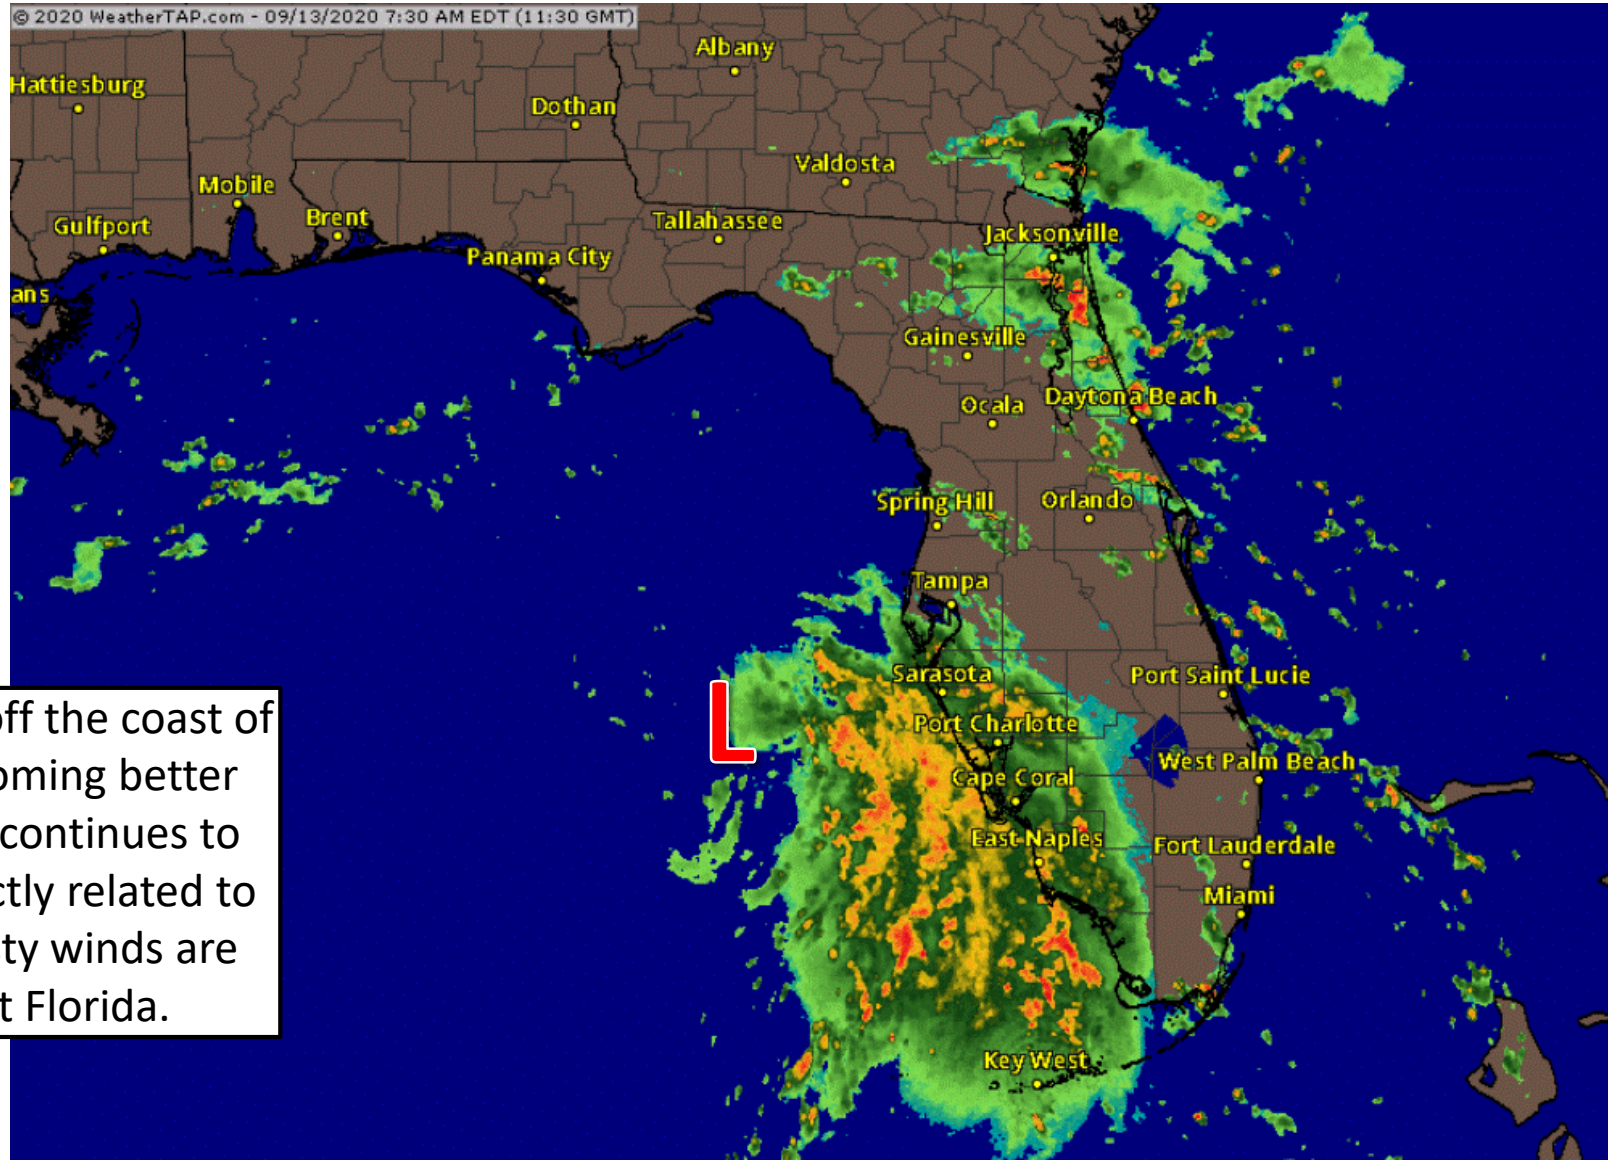 © 2020 WeatherTAP.com - 09/13/2020 7:30 AM EDT (11:30 GMT)
Albany
Hattiesburg
Dothan
Valdosta
Mobile
Brent
Tallahassee
Gulfport
Jacksonville
Panama City
ans
Gainesville
Daytona Beach
Ocala
Spring Hill
Orlando
Tampa
Sarasota
Port Saint Lucie
L
off the coast of
oming better
continues to
ctly related to
ty winds are
t Florida.
Port Charlotte
West Palm Beach
Cape Coral
East Naples
Fort Lauderdale
Miami
Key West